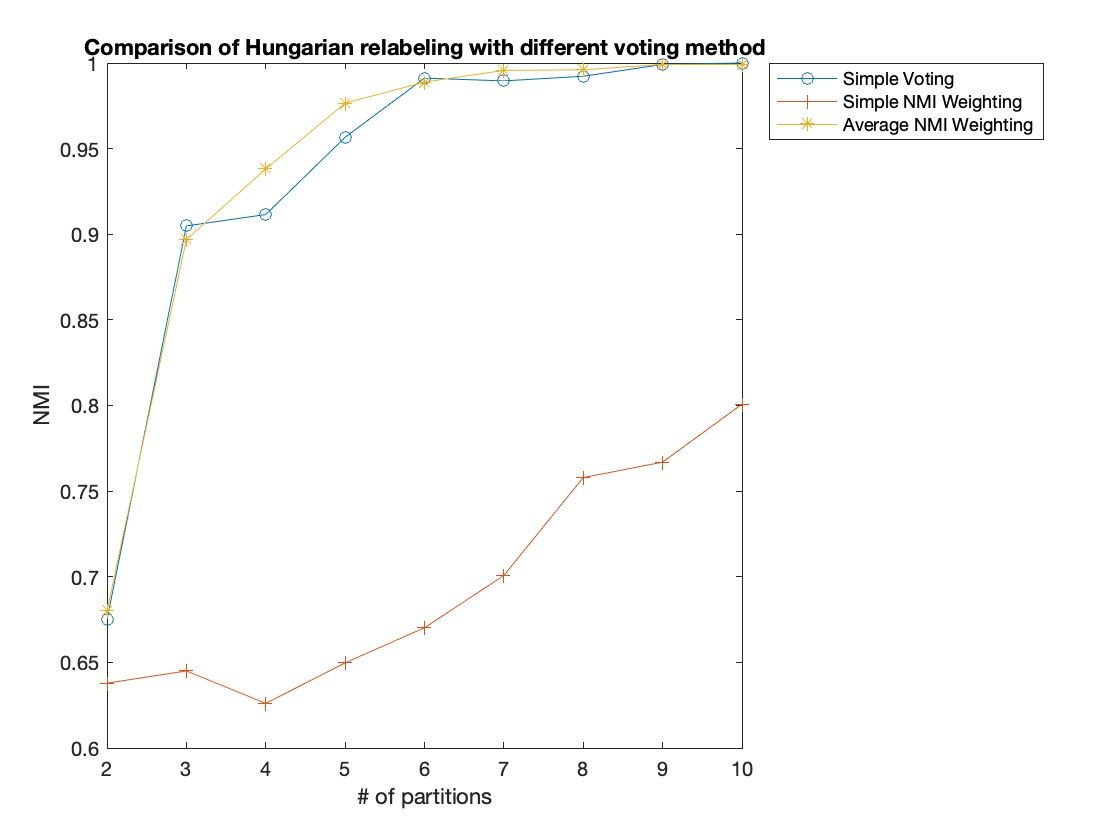 Comparison of Hungarian relabeling with different voting method
1
0.95
0.9
0.85
0.8
0.75
0.7
0.65
0.6
NMI
2 3 4 5 6 7 8 9 10
# of partitions
Simple Voting
Simple NMI Weighting
Average NMI Weighting